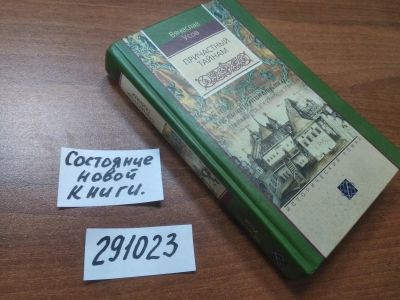 Вячеслав
Усов
ПРИЧАСТНЫЙ
ТАЙНАМ
Состояние
новой
книги.
291023